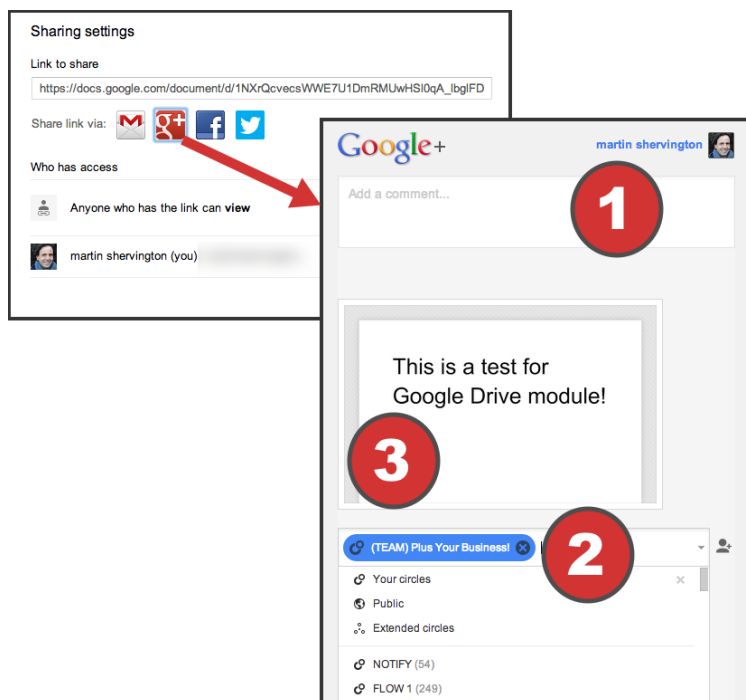 Sharing settings
Link to share
https://docs.google.com/document/d/1NXrQcvecsWWE7U1DmRMUwHSl0qA_lbglFD
Share link via:
g+ f
Who has access
Anyone who has the link can view
martin shervington (you)
Google+
martin shervington
Add a comment...
1
This is a test for
Google Drive module!
3
(TEAM) Plus Your Business!
2
Your circles
Public
Extended circles
NOTIFY (54)
FLOW 1 (249)